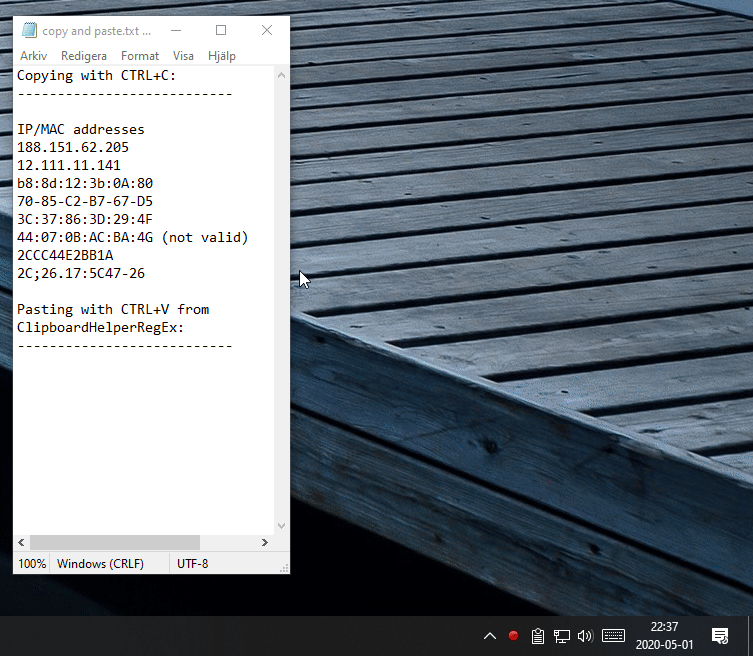 copy and paste.txt ...
Arkiv Redigera Format Visa Hjälp
Copying with CTRL+C:
---------------------------
IP/MAC addresses
188.151.62.205
12.111.11.141
b8:8d:12:3b:0A:80
70-85-C2-B7-67-D5
3C:37:86:3D:29:4F
44:07:0B:AC:BA:4G (not valid)
2CCC44E2BB1A
2C;26.17:5C47-26
Pasting with CTRL+V from
ClipboardHelperRegEx:
---------------------------
100% Windows (CRLF) UTF-8
22:37
2020-05-01